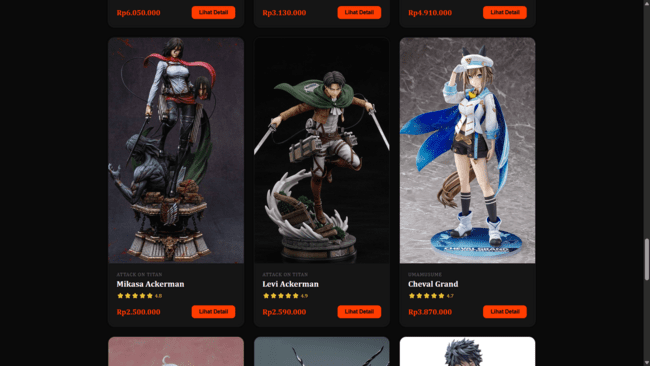 Rp6.050.000
Lihat Detail
Rp3.130.000
Lihat Detail
Rp4.910.000
Lihat Detail
ATTACK ON TITAN
Mikasa Ackerman
4.8
Rp2.500.000
Lihat Detail
ATTACK ON TITAN
Levi Ackerman
4.9
Rp2.590.000
Lihat Detail
CHEVAL GRAND
UMAMUSUME
Cheval Grand
4.7
Rp3.870.000
Lihat Detail